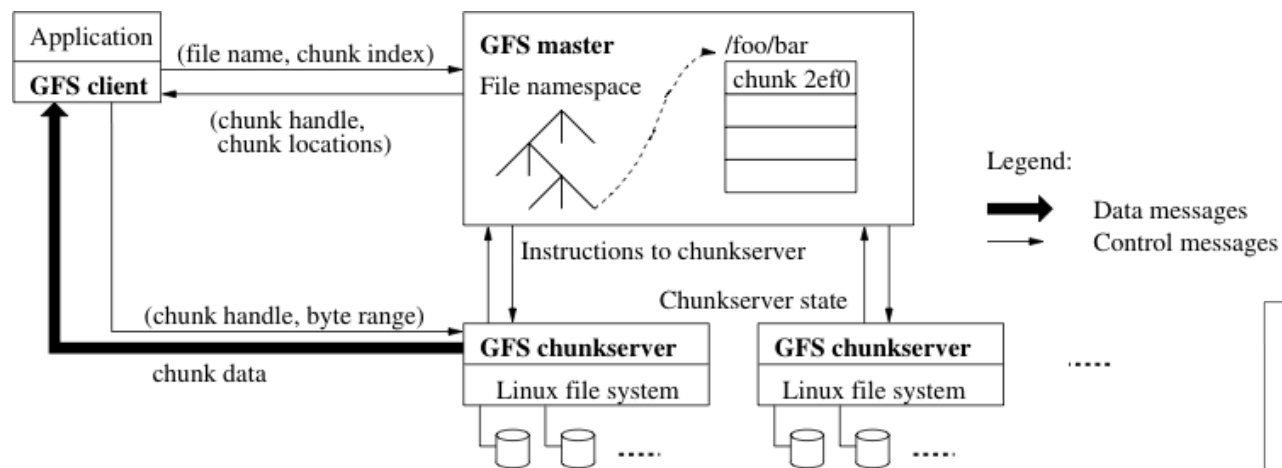 Application
GFS client
(file name, chunk index)
(chunk handle,
chunk locations)
GFS master
File namespace
/foo/bar
chunk 2ef0
Legend:
Data messages
Control messages
Instructions to chunkserver
Chunkserver state
(chunk handle, byte range)
chunk data
GFS chunkserver
Linux file system
GFS chunkserver
Linux file system